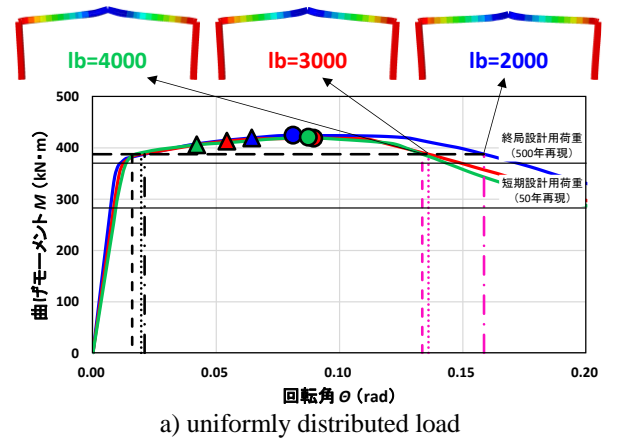 lb=4000 lb=3000 lb=2000
500
400
300
200
100
0
曲げモーメント M (kN・m)
終局設計用荷重
(500年再現)
短期設計用荷重
(50年再現)
0.00 0.05 0.10 0.15 0.20
回転角 Θ (rad)
a) uniformly distributed load